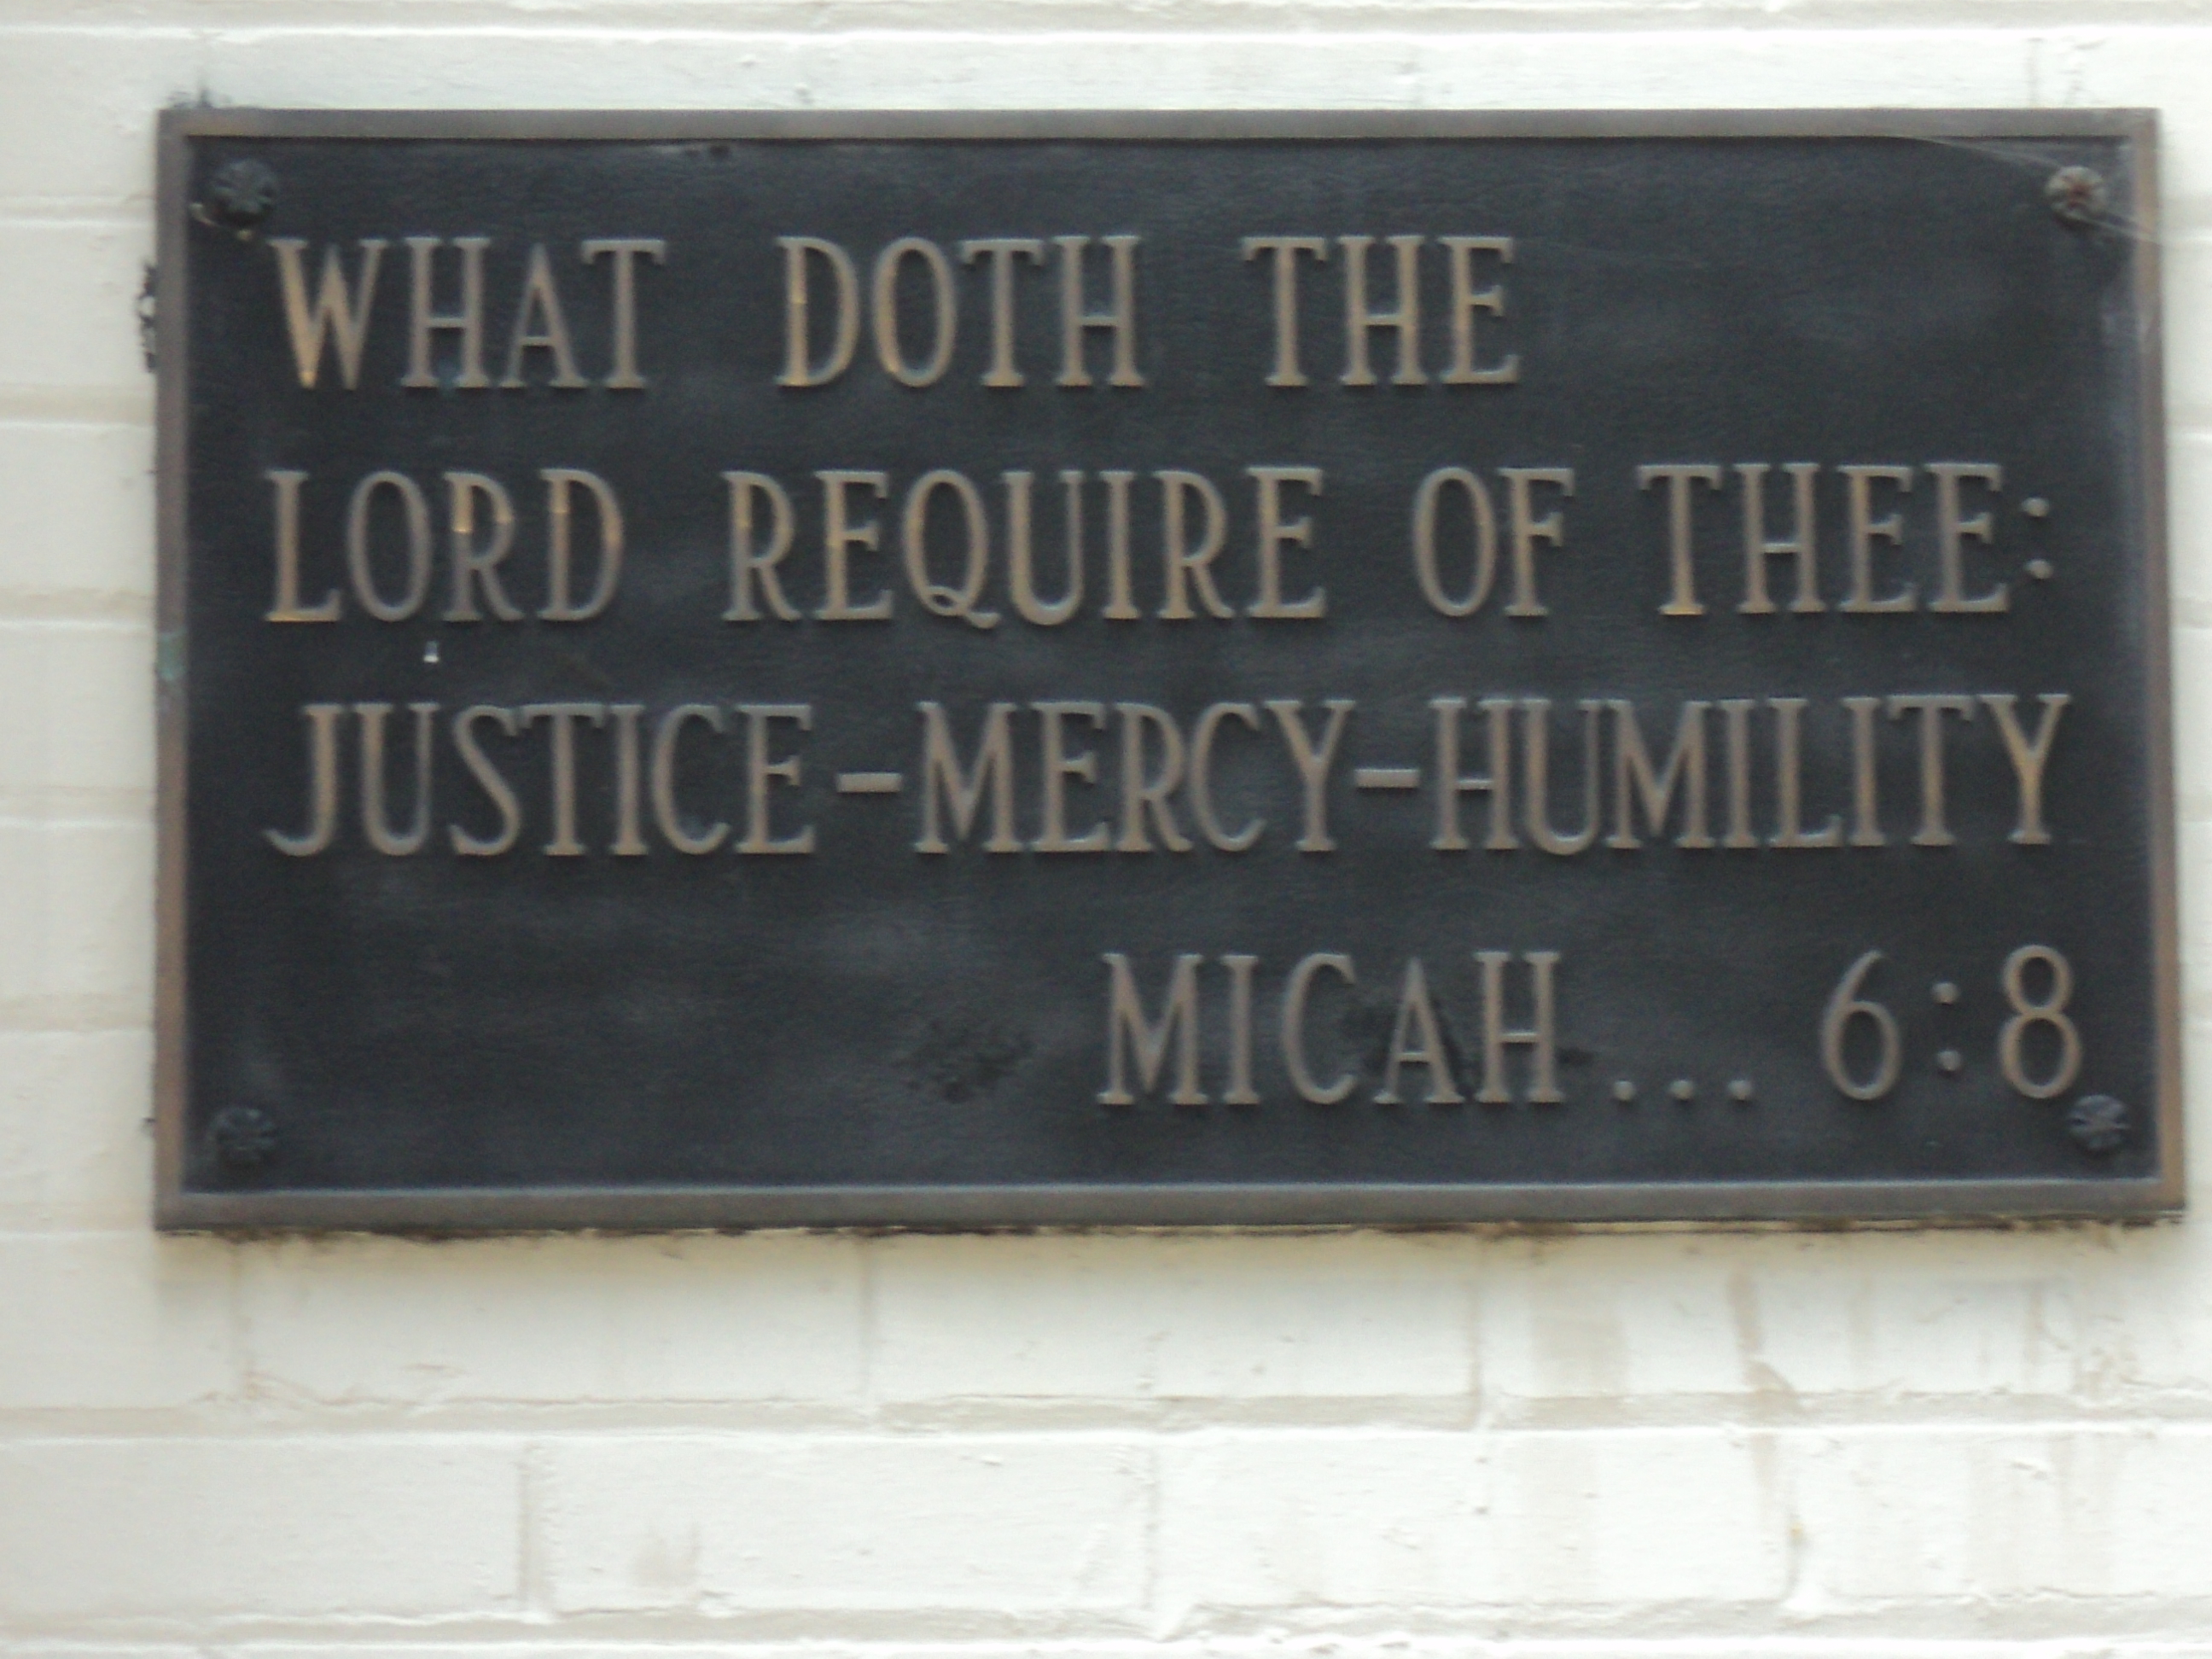 WHAT DOTH THE
LORD REQUIRE OF THEE:
JUSTICE-MERCY-HUMILITY
MICAH... 6:8